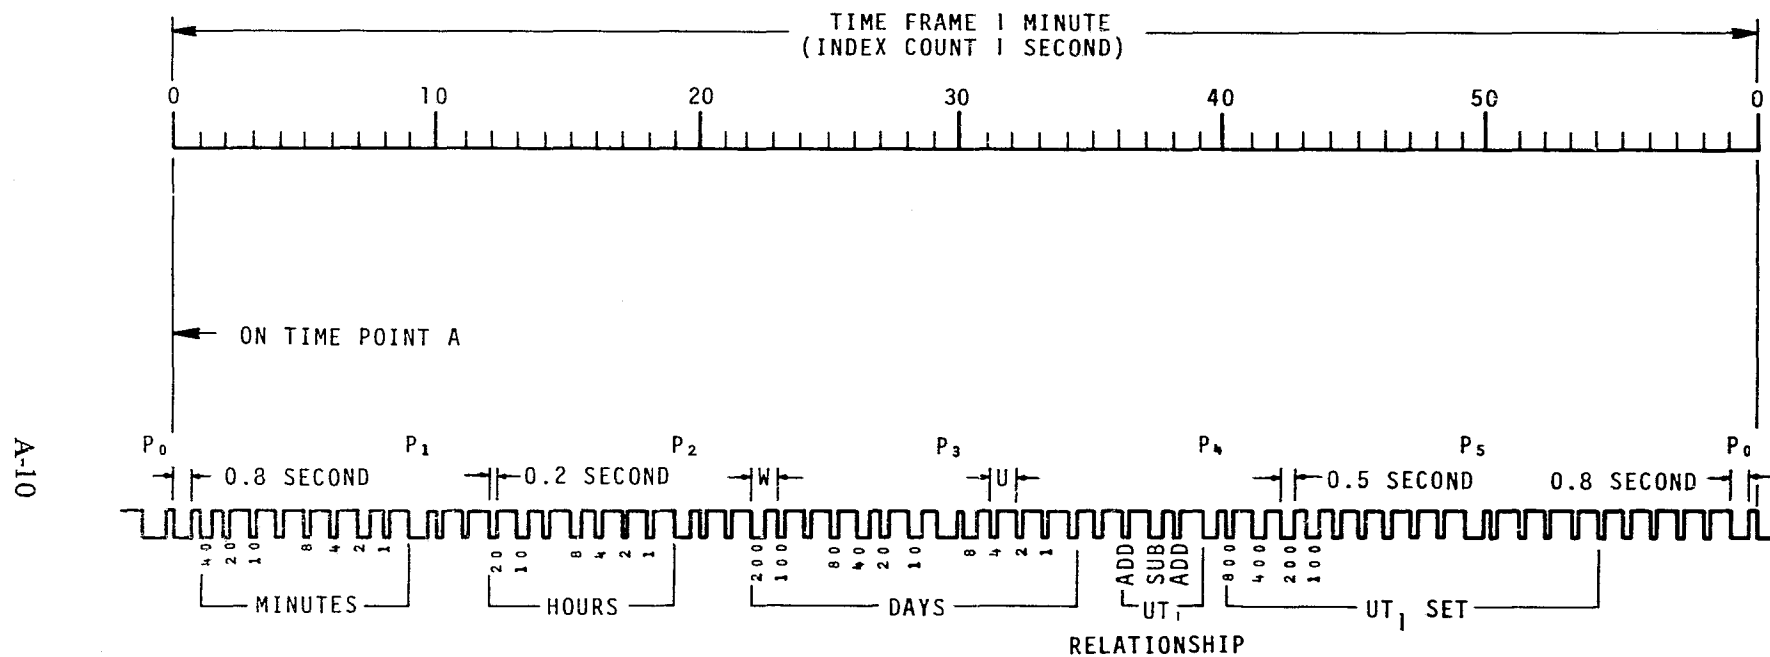 TIME FRAME 1 MINUTE
(INDEX COUNT 1 SECOND)
0 10 20 30 40 50 0
ON TIME POINT A
A-10
P₀ P₁ P₂ P₃ P₄ P₅ P₀
0.8 SECOND 0.2 SECOND W U 0.5 SECOND 0.8 SECOND
40 20 10 8 4 2 1 20 10 8 4 2 1 200 100 80 40 20 10 8 4 2 1 ADD SUB ADD 800 400 200 100
MINUTES HOURS DAYS UT₁ UT₁ SET
RELATIONSHIP